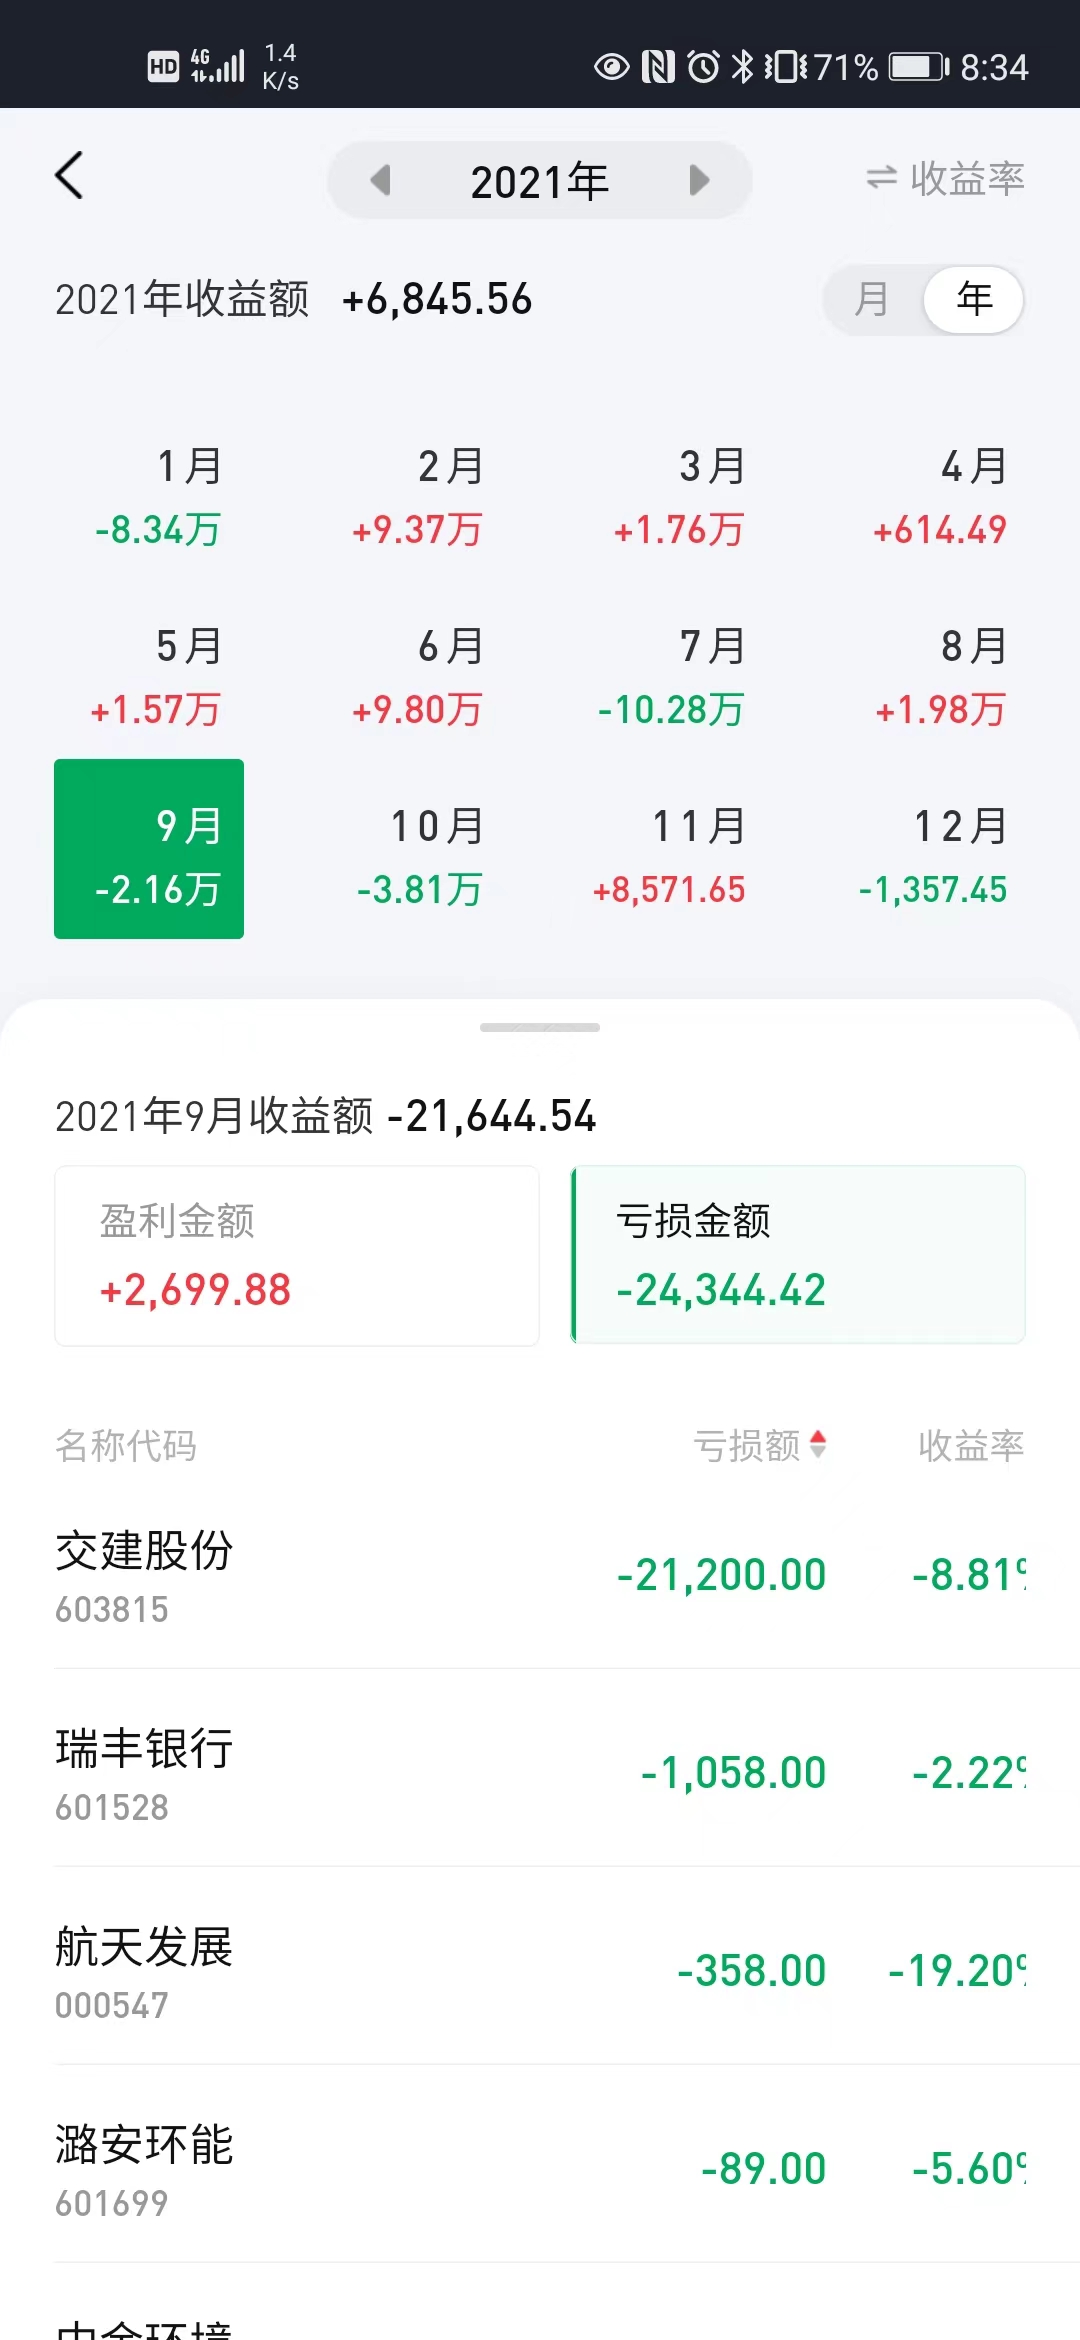 HD 4G 1.4 K/s 71% 8:34
2021年 收益率
2021年收益额 +6,845.56 月 年
1月 2月 3月 4月
-8.34万 +9.37万 +1.76万 +614.49
5月 6月 7月 8月
+1.57万 +9.80万 -10.28万 +1.98万
9月 10月 11月 12月
-2.16万 -3.81万 +8,571.65 -1,357.45
2021年9月收益额 -21,644.54
盈利金额 亏损金额
+2,699.88 -24,344.42
名称代码 亏损额 收益率
交建股份 -21,200.00 -8.81%
603815
瑞丰银行 -1,058.00 -2.22%
601528
航天发展 -358.00 -19.20%
000547
潞安环能 -89.00 -5.60%
601699
中金环境